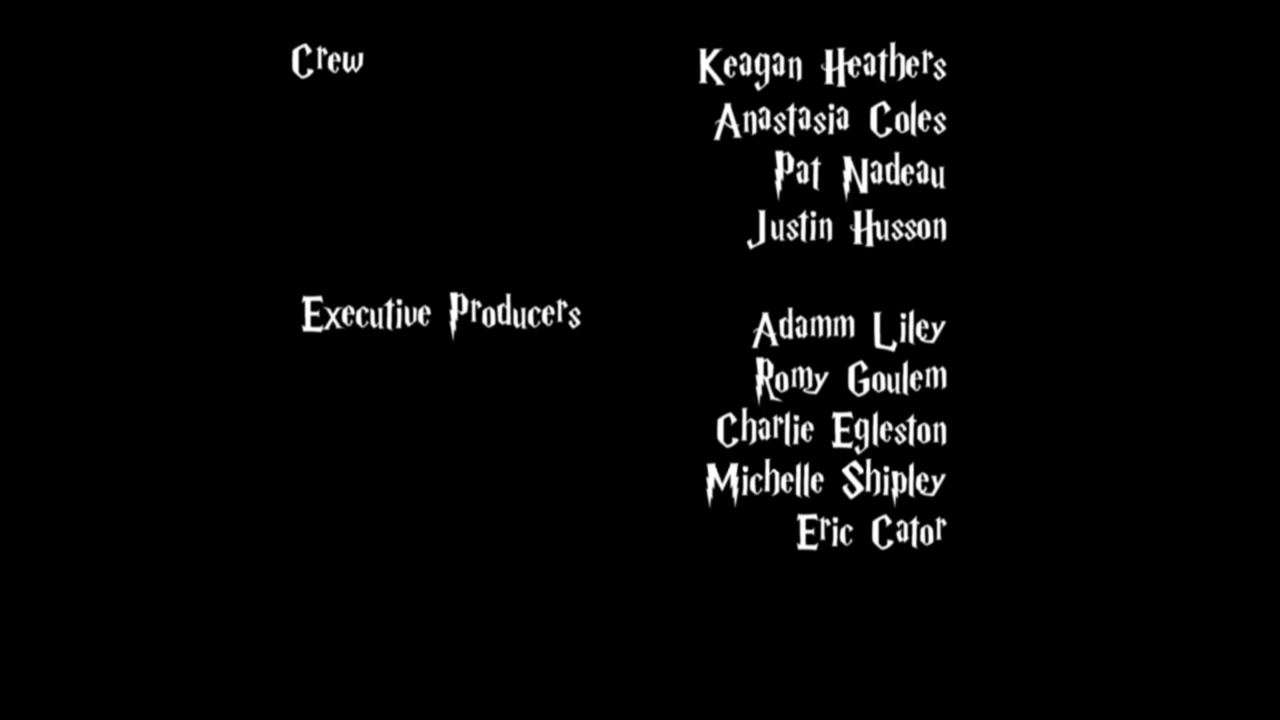 Crew
Keagan Heathers
Anastasia Coles
Pat Nadeau
Justin Husson
Executive Producers
Adamm Liley
Romy Goulem
Charlie Egleston
Michelle Shipley
Eric Cator